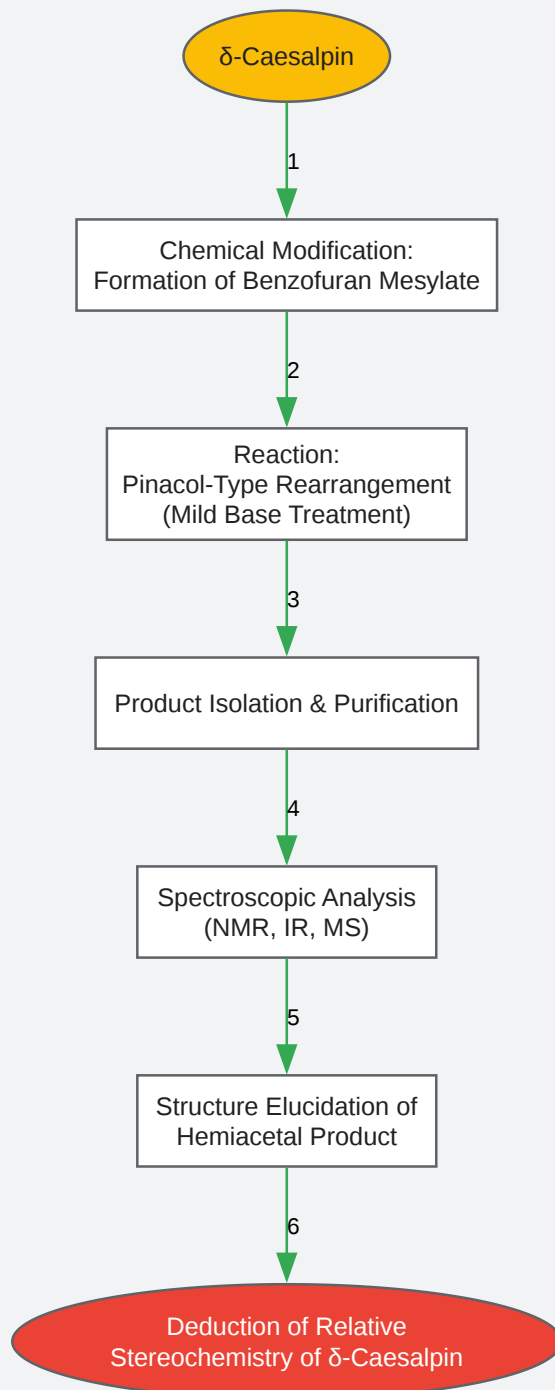 δ-Caesalpin
1
Chemical Modification:
Formation of Benzofuran Mesylate
2
Reaction:
Pinacol-Type Rearrangement
(Mild Base Treatment)
3
Product Isolation & Purification
4
Spectroscopic Analysis
(NMR, IR, MS)
5
Structure Elucidation of
Hemiacetal Product
6
Deduction of Relative
Stereochemistry of δ-Caesalpin